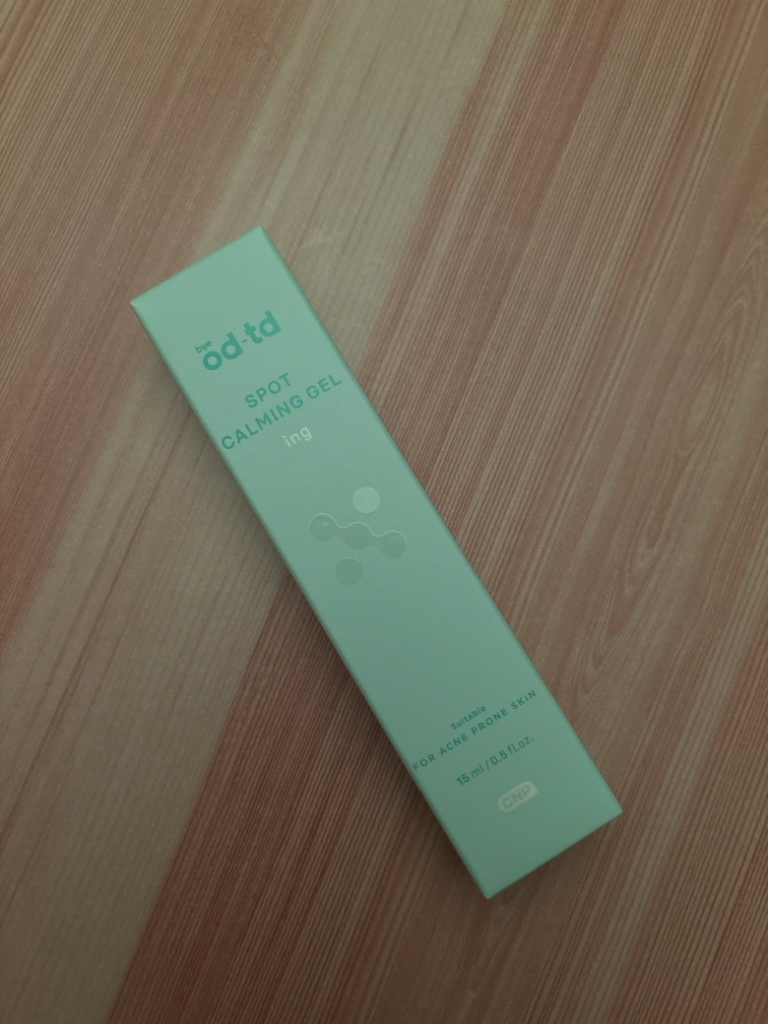 bye
od-td
SPOT
CALMING GEL
ing
Suitable
FOR ACNE PRONE SKIN
15 ml / 0.5 fl.oz.
CNP